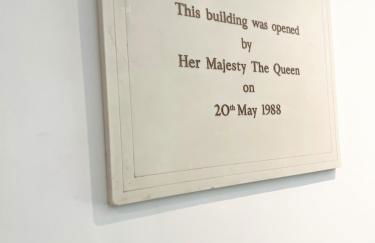 This building was opened
by
Her Majesty The Queen
on
20th May 1988